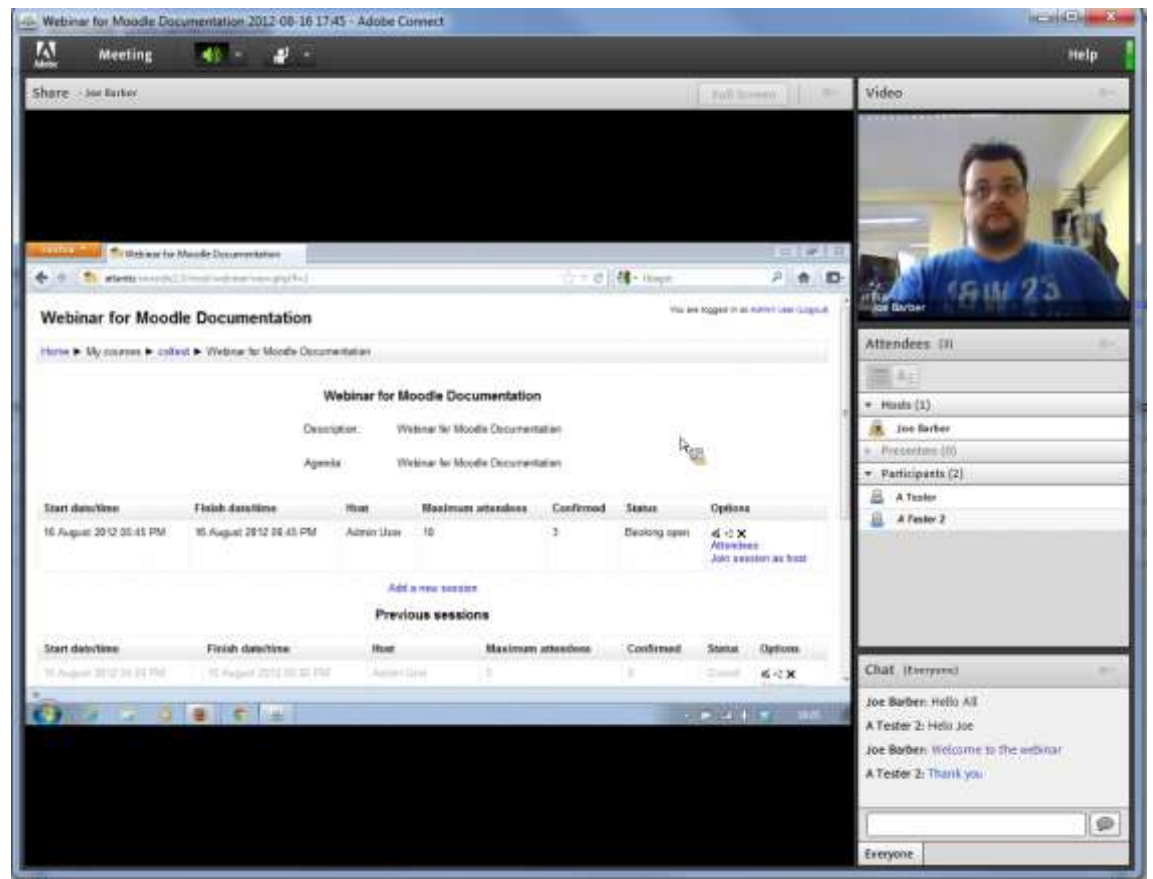 Webinar for Moodle Documentation 2012-08-16 17:45 - Adobe Connect
Adobe
Meeting
Help
Share - Joe Barber
Full Screen
Video
Joe Barber
Webinar for Moodle Documentation
Google
Webinar for Moodle Documentation
You are logged in as Admin User (Logout)
Home ► My courses ► coltest ► Webinar for Moodle Documentation
Webinar for Moodle Documentation
Description: Webinar for Moodle Documentation
Agenda Webinar for Moodle Documentation
Start date/time Finish date/time Host Maximum attendees Confirmed Status Options
16 August 2012 05:45 PM 16 August 2012 06:45 PM Admin User 10 3 Booking open
Attendees
Join session as host
Add a new session
Previous sessions
Start date/time Finish date/time Host Maximum attendees Confirmed Status Options
Attendees (3)
Hosts (1)
Joe Barber
Presenters (0)
Participants (2)
A Tester
A Tester 2
Chat (Everyone)
Joe Barber: Hello All
A Tester 2: Helo Joe
Joe Barber: Welcome to the webinar
A Tester 2: Thank you
Everyone